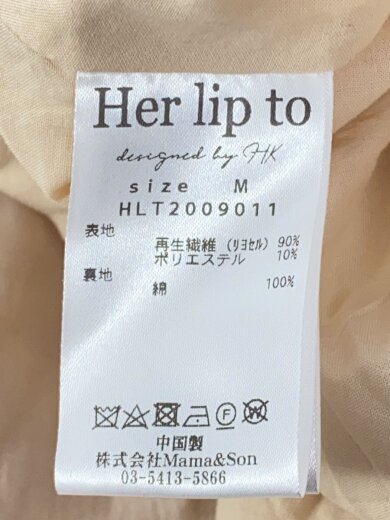 Her lip to
designed by HK
size M
HLT2009011
表地
再生繊維 (リヨセル) 90%
ポリエステル 10%
裏地
綿 100%
中国製
株式会社Mama&Son
03-5413-5866